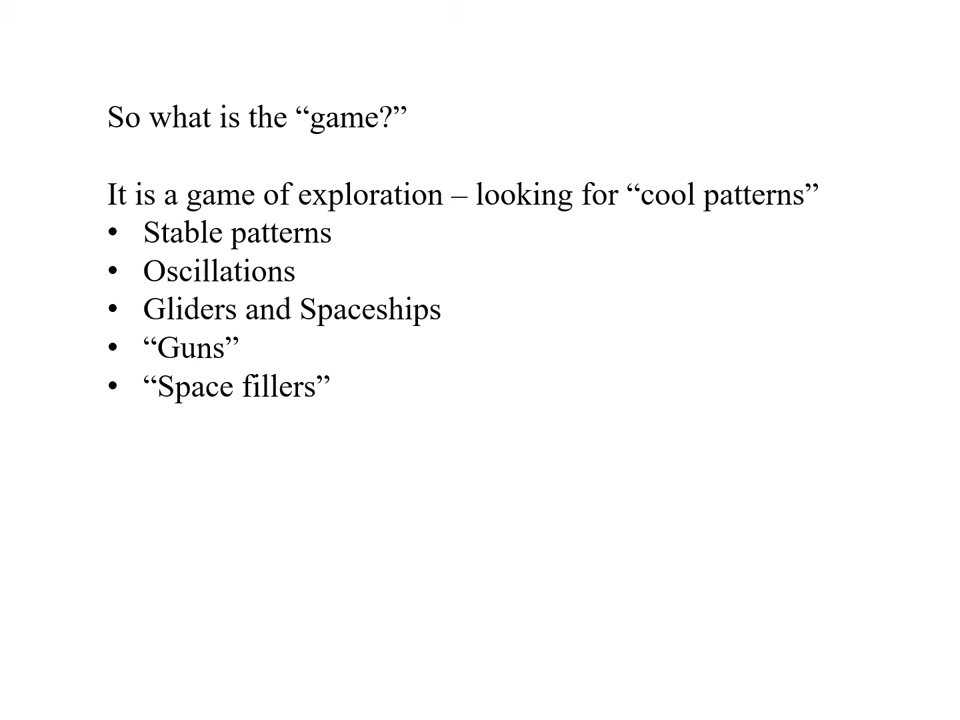 So what is the “game?”
It is a game of exploration – looking for “cool patterns”
• Stable patterns
• Oscillations
• Gliders and Spaceships
• “Guns”
• “Space fillers”